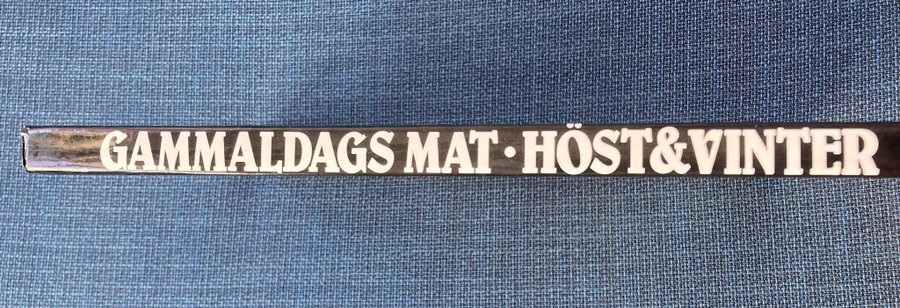 GAMMALDAGS MAT · HÖST & VINTER